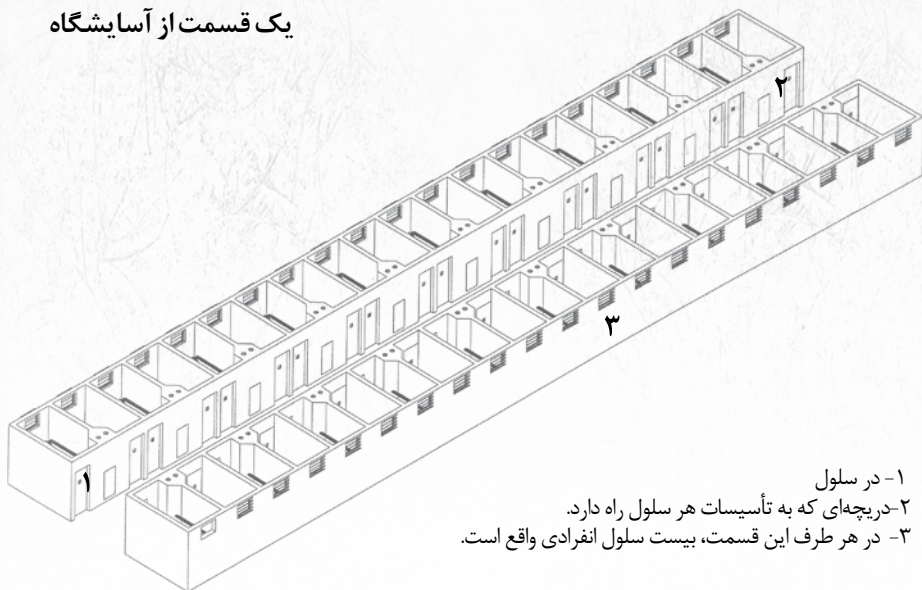 یک قسمت از آسایشگاه
۲
۳
۱
۱- در سلول
۲-دریچه‌ای که به تأسیسات هر سلول راه دارد.
۳- در هر طرف این قسمت، بیست سلول انفرادی واقع است.